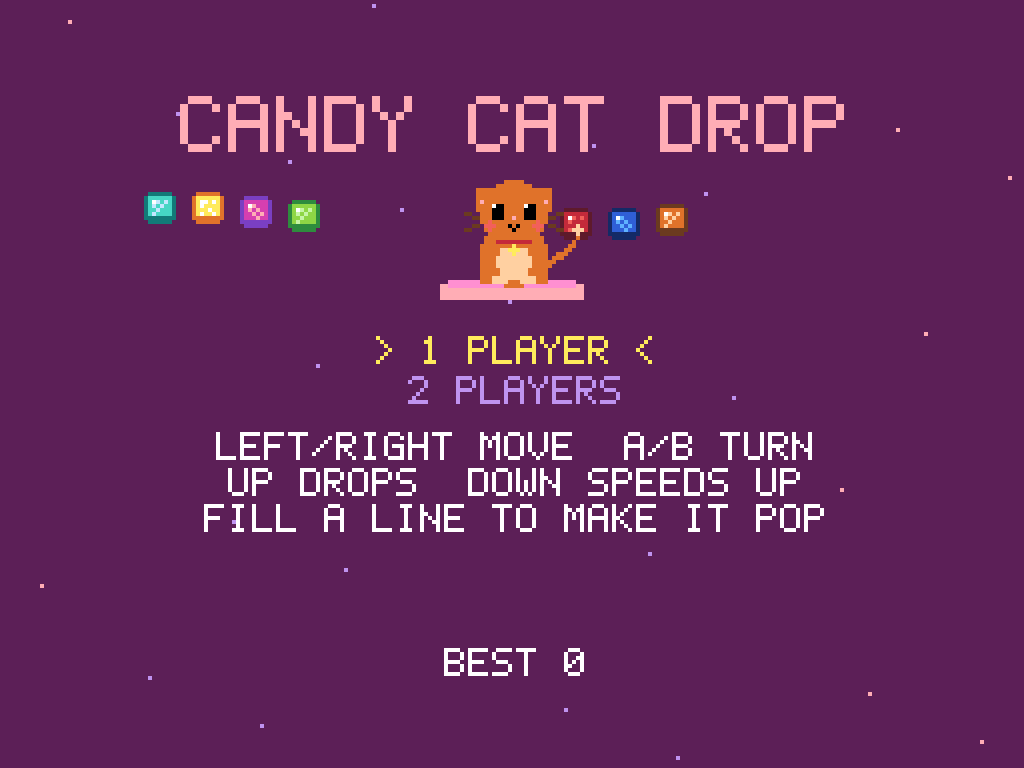 CANDY CAT DROP
> 1 PLAYER <
2 PLAYERS
LEFT/RIGHT MOVE  A/B TURN
UP DROPS  DOWN SPEEDS UP
FILL A LINE TO MAKE IT POP
BEST 0